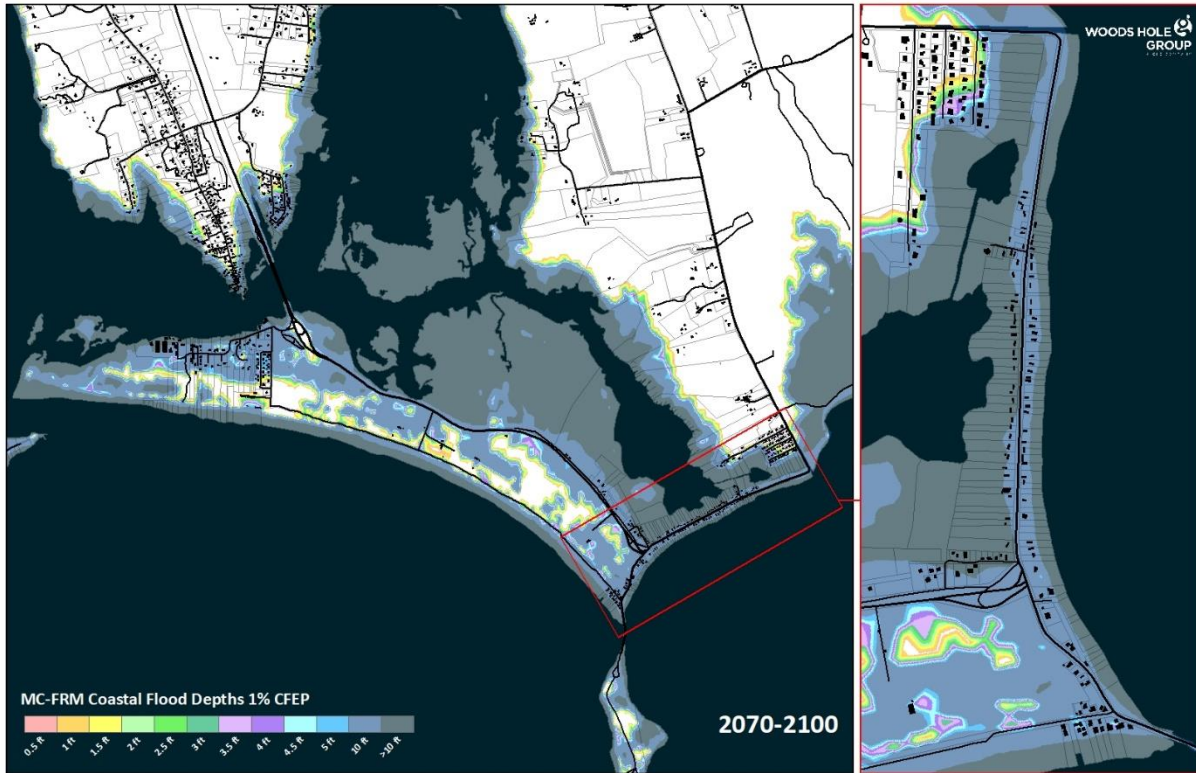 WOODS HOLE
GROUP
MC-FRM Coastal Flood Depths 1% CFEP
0.5 ft
1 ft
1.5 ft
2 ft
2.5 ft
3 ft
3.5 ft
4 ft
4.5 ft
5 ft
10 ft
>10 ft
2070-2100